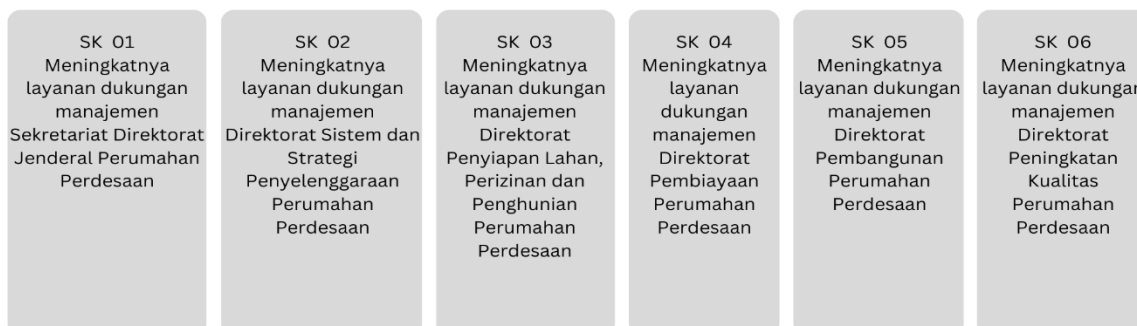 SK 01
Meningkatnya
layanan dukungan
manajemen
Sekretariat Direktorat
Jenderal Perumahan
Perdesaan
SK 02
Meningkatnya
layanan dukungan
manajemen
Direktorat Sistem dan
Strategi
Penyelenggaraan
Perumahan
Perdesaan
SK 03
Meningkatnya
layanan dukungan
manajemen
Direktorat
Penyiapan Lahan,
Perizinan dan
Penghunian
Perumahan
Perdesaan
SK 04
Meningkatnya
layanan
dukungan
manajemen
Direktorat
Pembiayaan
Perumahan
Perdesaan
SK 05
Meningkatnya
layanan dukungan
manajemen
Direktorat
Pembangunan
Perumahan
Perdesaan
SK 06
Meningkatnya
layanan dukungan
manajemen
Direktorat
Peningkatan
Kualitas
Perumahan
Perdesaan